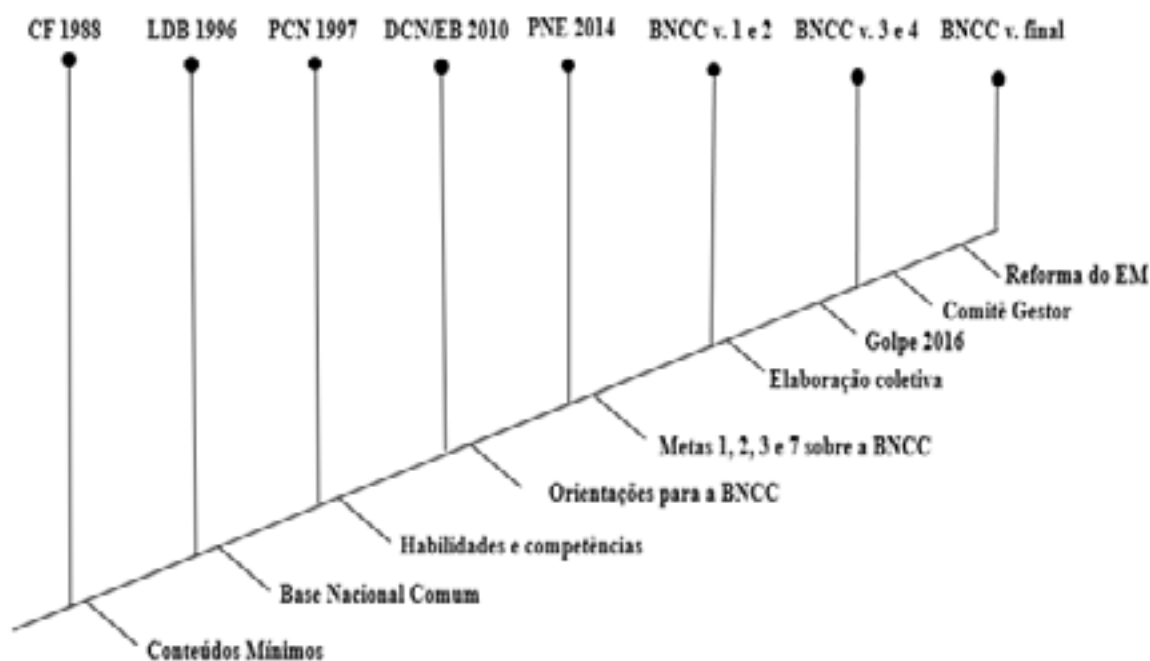 CF 1988
LDB 1996
PCN 1997
DCN/EB 2010
PNE 2014
BNCC v. 1 e 2
BNCC v. 3 e 4
BNCC v. final
Reforma do EM
Comitê Gestor
Golpe 2016
Elaboração coletiva
Metas 1, 2, 3 e 7 sobre a BNCC
Orientações para a BNCC
Habilidades e competências
Base Nacional Comum
Conteúdos Mínimos